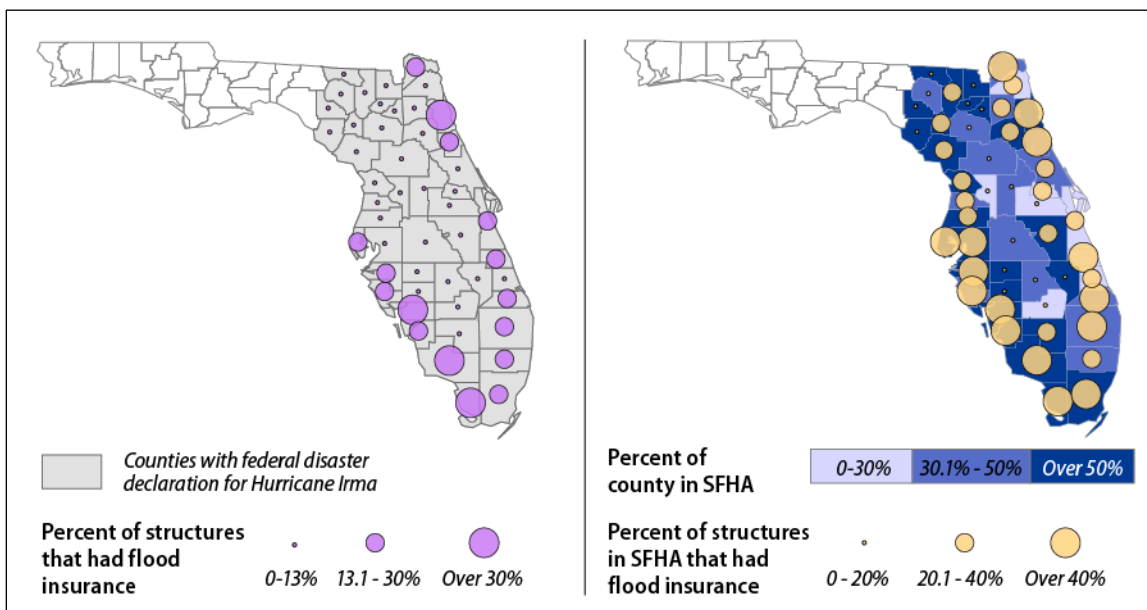 Counties with federal disaster
declaration for Hurricane Irma
Percent of structures
that had flood
insurance
0-13%
13.1 - 30%
Over 30%
Percent of
county in SFHA
0-30%
30.1% - 50%
Over 50%
Percent of structures
in SFHA that had
flood insurance
0 - 20%
20.1 - 40%
Over 40%